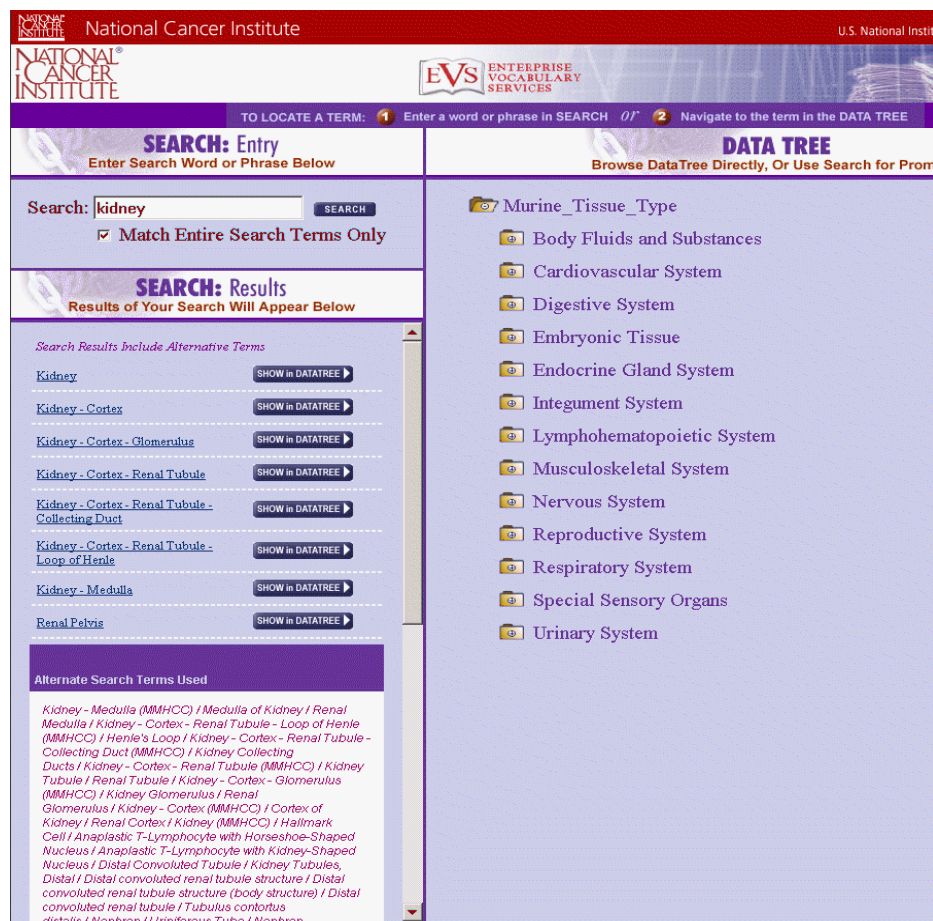 NATIONAL CANCER INSTITUTE
National Cancer Institute
U.S. National Instit
NATIONAL® CANCER INSTITUTE
EVS ENTERPRISE VOCABULARY SERVICES
TO LOCATE A TERM: 1 Enter a word or phrase in SEARCH or 2 Navigate to the term in the DATA TREE
SEARCH: Entry
Enter Search Word or Phrase Below
DATA TREE
Browse DataTree Directly, Or Use Search for Prom
Search: kidney SEARCH
Match Entire Search Terms Only
SEARCH: Results
Results of Your Search Will Appear Below
Search Results Include Alternative Terms
Kidney SHOW in DATATREE
Kidney - Cortex SHOW in DATATREE
Kidney - Cortex - Glomerulus SHOW in DATATREE
Kidney - Cortex - Renal Tubule SHOW in DATATREE
Kidney - Cortex - Renal Tubule -
Collecting Duct SHOW in DATATREE
Kidney - Cortex - Renal Tubule -
Loop of Henle SHOW in DATATREE
Kidney - Medulla SHOW in DATATREE
Renal Pelvis SHOW in DATATREE
Alternate Search Terms Used
Kidney - Medulla (MMHCC) / Medulla of Kidney / Renal
Medulla / Kidney - Cortex - Renal Tubule - Loop of Henle
(MMHCC) / Henle's Loop / Kidney - Cortex - Renal Tubule -
Collecting Duct (MMHCC) / Kidney Collecting
Ducts / Kidney - Cortex - Renal Tubule (MMHCC) / Kidney
Tubule / Renal Tubule / Kidney - Cortex - Glomerulus
(MMHCC) / Kidney Glomerulus / Renal
Glomerulus / Kidney - Cortex (MMHCC) / Cortex of
Kidney / Renal Cortex / Kidney (MMHCC) / Hallmark
Cell / Anaplastic T-Lymphocyte with Horseshoe-Shaped
Nucleus / Anaplastic T-Lymphocyte with Kidney-Shaped
Nucleus / Distal Convoluted Tubule / Kidney Tubules,
Distal / Distal convoluted renal tubule structure / Distal
convoluted renal tubule structure (body structure) / Distal
convoluted renal tubule / Tubulus contortus
distalis / Nephron / Uriniferous Tube / Nephron
Murine_Tissue_Type
Body Fluids and Substances
Cardiovascular System
Digestive System
Embryonic Tissue
Endocrine Gland System
Integument System
Lymphohematopoietic System
Musculoskeletal System
Nervous System
Reproductive System
Respiratory System
Special Sensory Organs
Urinary System